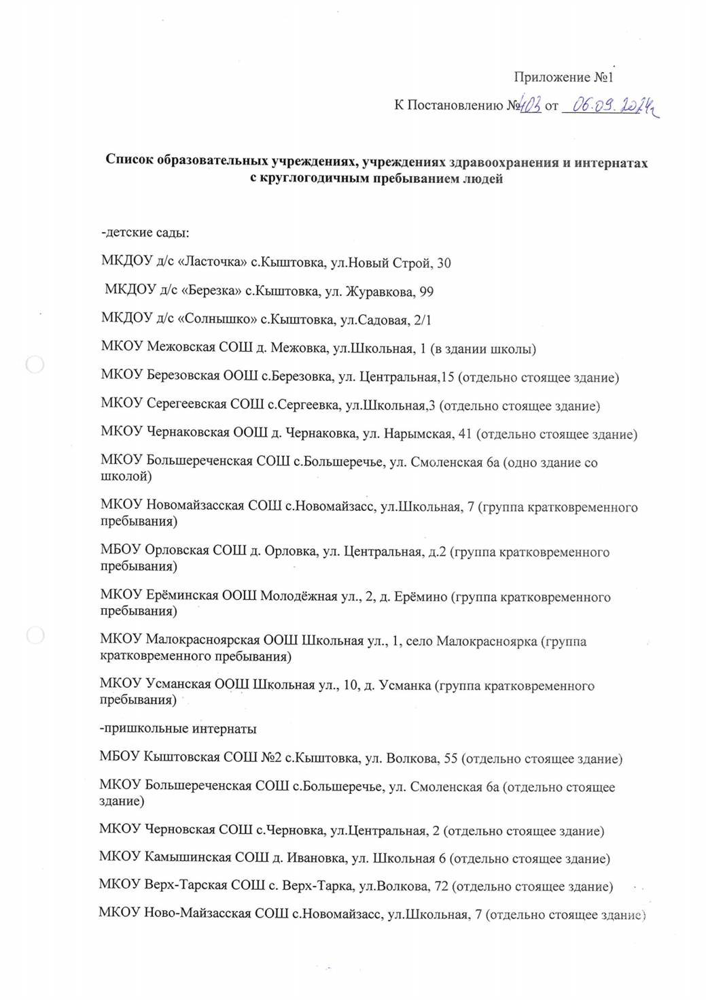 Приложение №1
К Постановлению № 403 от 06.09.2024г
Список образовательных учреждениях, учреждениях здравоохранения и интернатах
с круглогодичным пребыванием людей
-детские сады:
МКДОУ д/с «Ласточка» с.Кыштовка, ул.Новый Строй, 30
МКДОУ д/с «Березка» с.Кыштовка, ул. Журавкова, 99
МКДОУ д/с «Солнышко» с.Кыштовка, ул.Садовая, 2/1
МКОУ Межовская СОШ д. Межовка, ул.Школьная, 1 (в здании школы)
МКОУ Березовская ООШ с.Березовка, ул. Центральная,15 (отдельно стоящее здание)
МКОУ Серегеевская СОШ с.Сергеевка, ул.Школьная,3 (отдельно стоящее здание)
МКОУ Чернаковская ООШ д. Чернаковка, ул. Нарымская, 41 (отдельно стоящее здание)
МКОУ Большереченская СОШ с.Большеречье, ул. Смоленская 6а (одно здание со
школой)
МКОУ Новомайзасская СОШ с.Новомайзасс, ул.Школьная, 7 (группа кратковременного
пребывания)
МБОУ Орловская СОШ д. Орловка, ул. Центральная, д.2 (группа кратковременного
пребывания)
МКОУ Ерёминская ООШ Молодёжная ул., 2, д. Ерёмино (группа кратковременного
пребывания)
МКОУ Малокрасноярская ООШ Школьная ул., 1, село Малокрасноярка (группа
кратковременного пребывания)
МКОУ Усманская ООШ Школьная ул., 10, д. Усманка (группа кратковременного
пребывания)
-пришкольные интернаты
МБОУ Кыштовская СОШ №2 с.Кыштовка, ул. Волкова, 55 (отдельно стоящее здание)
МКОУ Большереченская СОШ с.Большеречье, ул. Смоленская 6а (отдельно стоящее
здание)
МКОУ Черновская СОШ с.Черновка, ул.Центральная, 2 (отдельно стоящее здание)
МКОУ Камышинская СОШ д. Ивановка, ул. Школьная 6 (отдельно стоящее здание)
МКОУ Верх-Тарская СОШ с. Верх-Тарка, ул.Волкова, 72 (отдельно стоящее здание)
МКОУ Ново-Майзасская СОШ с.Новомайзасс, ул.Школьная, 7 (отдельно стоящее здание)